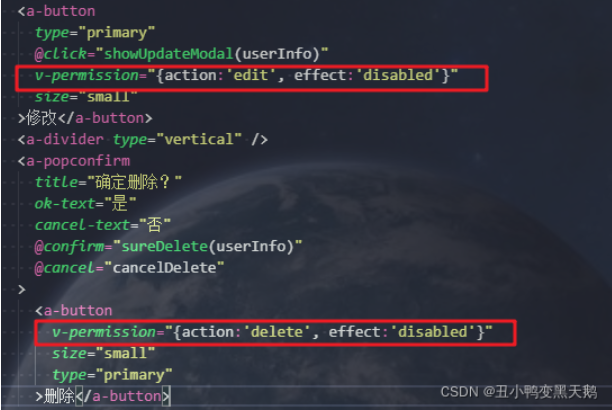 <a-button
type="primary"
@click="showUpdateModal(userInfo)"
v-permission="{action:'edit', effect:'disabled'}"
size="small"
>修改</a-button>
<a-divider type="vertical" />
<a-popconfirm
title="确定删除？"
ok-text="是"
cancel-text="否"
@confirm="sureDelete(userInfo)"
@cancel="cancelDelete"
>
<a-button
v-permission="{action:'delete', effect:'disabled'}"
size="small"
type="primary"
>删除</a-button>
CSDN @丑小鸭变黑天鹅